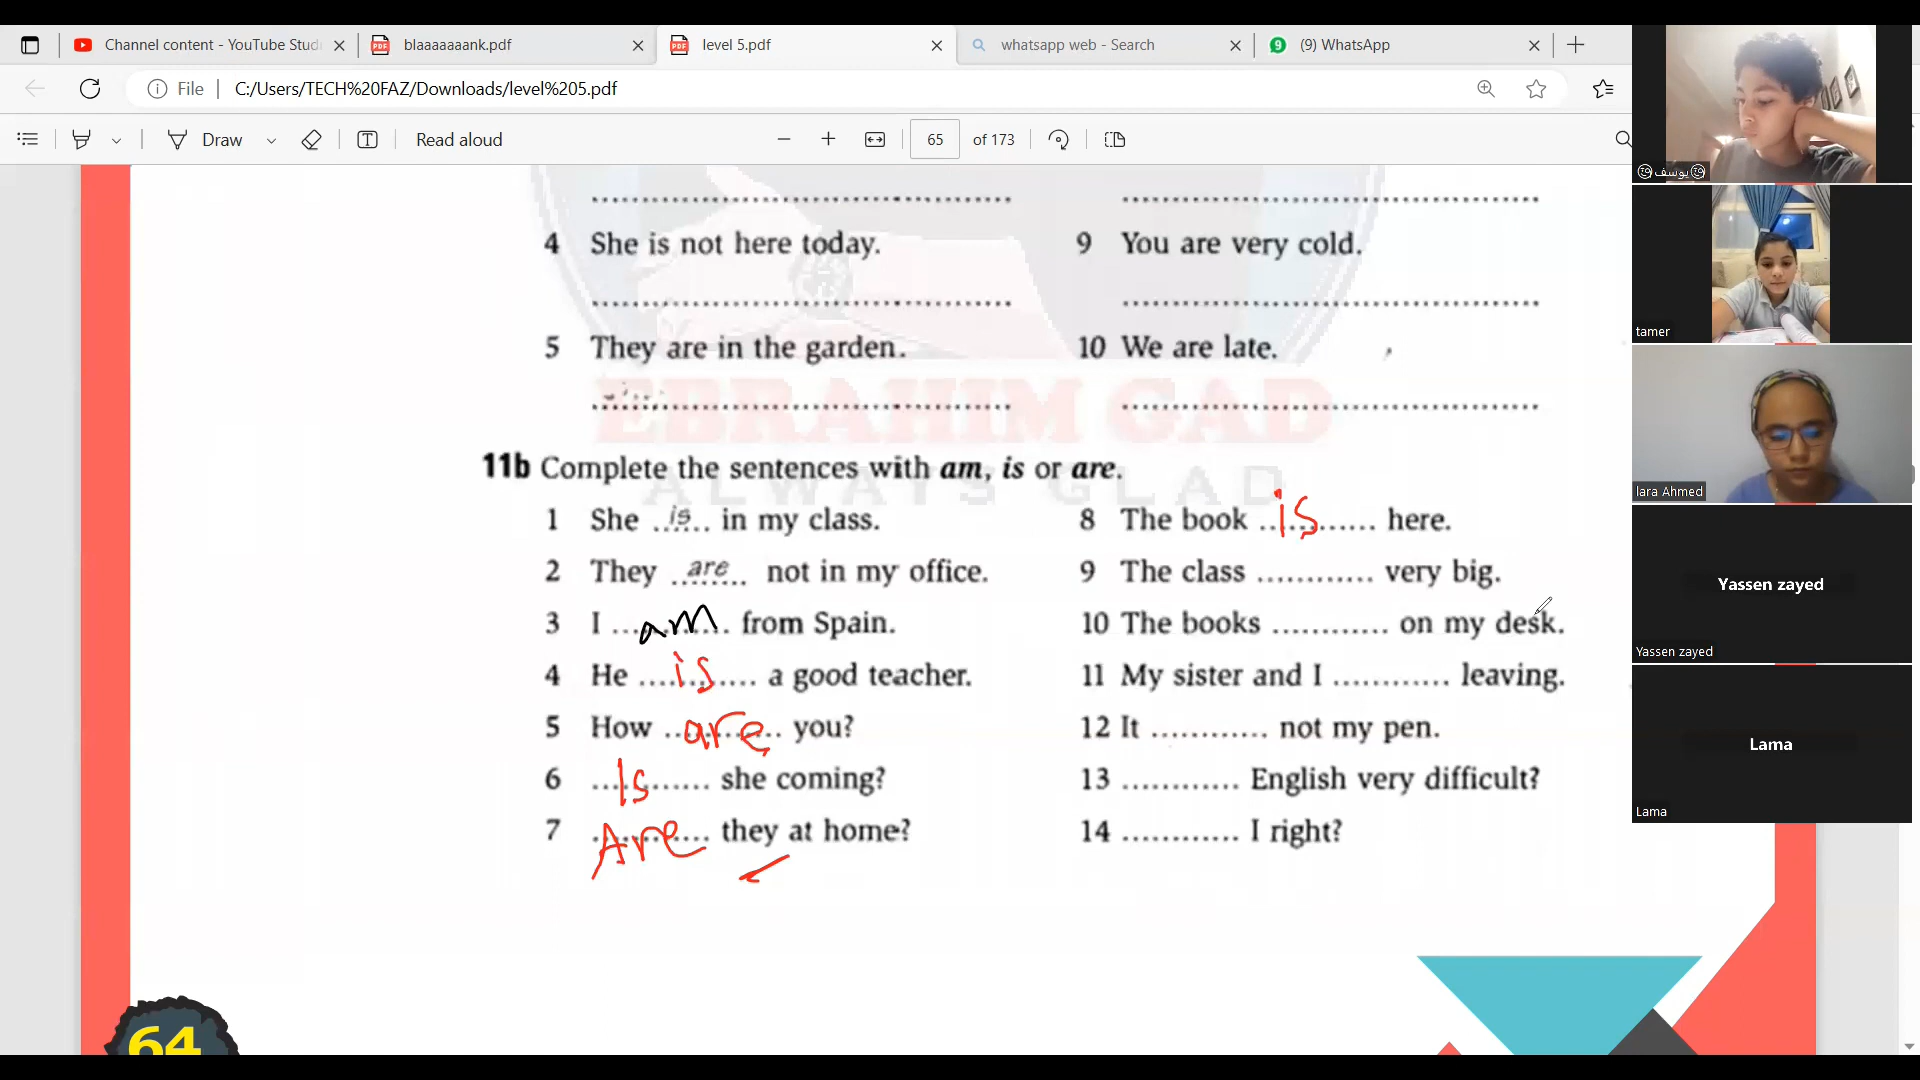 Channel content - YouTube Stud
blaaaaaaank.pdf
level 5.pdf
whatsapp web - Search
(9) WhatsApp
File
C:/Users/TECH%20FAZ/Downloads/level%205.pdf
Draw
Read aloud
65 of 173
4 She is not here today.
9 You are very cold.
5 They are in the garden.
10 We are late.
EBRAHIM GAD
ALWAYS GLAD
11b Complete the sentences with am, is or are.
1 She ..is.. in my class.
2 They ..are.. not in my office.
3 I ...am... from Spain.
4 He ....is.... a good teacher.
5 How ..are.. you?
6 ...Is...... she coming?
7 Are they at home?
8 The book ..is...... here.
9 The class ............ very big.
10 The books ............ on my desk.
11 My sister and I ............ leaving.
12 It ............ not my pen.
13 ............ English very difficult?
14 ............ I right?
64
يوسف
tamer
lara Ahmed
Yassen zayed
Yassen zayed
Lama
Lama